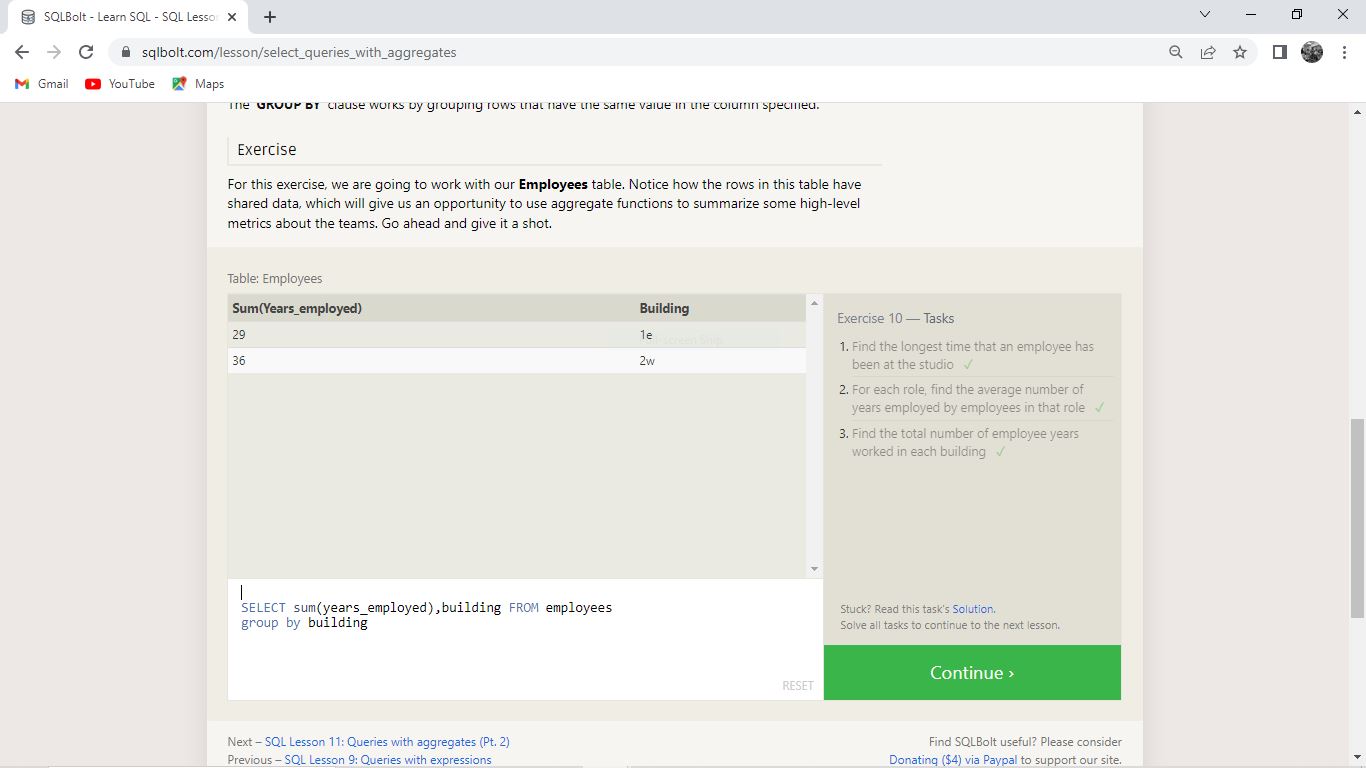 SQLBolt - Learn SQL - SQL Lesso
sqlbolt.com/lesson/select_queries_with_aggregates
Gmail YouTube Maps
The GROUP BY clause works by grouping rows that have the same value in the column specified.
Exercise
For this exercise, we are going to work with our Employees table. Notice how the rows in this table have
shared data, which will give us an opportunity to use aggregate functions to summarize some high-level
metrics about the teams. Go ahead and give it a shot.
Table: Employees
Sum(Years_employed) Building
29 1e
36 2w
SELECT sum(years_employed),building FROM employees
group by building
RESET
Exercise 10 — Tasks
1. Find the longest time that an employee has
been at the studio ✓
2. For each role, find the average number of
years employed by employees in that role ✓
3. Find the total number of employee years
worked in each building ✓
Stuck? Read this task's Solution.
Solve all tasks to continue to the next lesson.
Continue ›
Next – SQL Lesson 11: Queries with aggregates (Pt. 2)
Previous – SQL Lesson 9: Queries with expressions
Find SQLBolt useful? Please consider
Donating ($4) via Paypal to support our site.